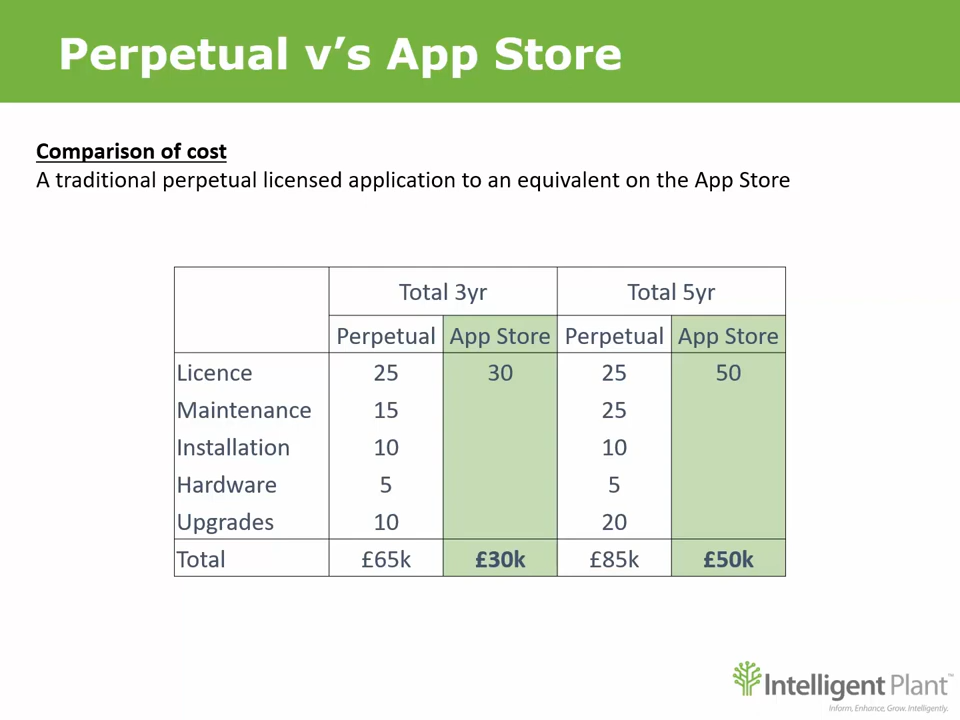 Perpetual v’s App Store
Comparison of cost
A traditional perpetual licensed application to an equivalent on the App Store
Total 3yr Total 5yr
Perpetual App Store Perpetual App Store
Licence 25 30 25 50
Maintenance 15 25
Installation 10 10
Hardware 5 5
Upgrades 10 20
Total £65k £30k £85k £50k
Intelligent Plant™
Inform, Enhance, Grow. Intelligently.